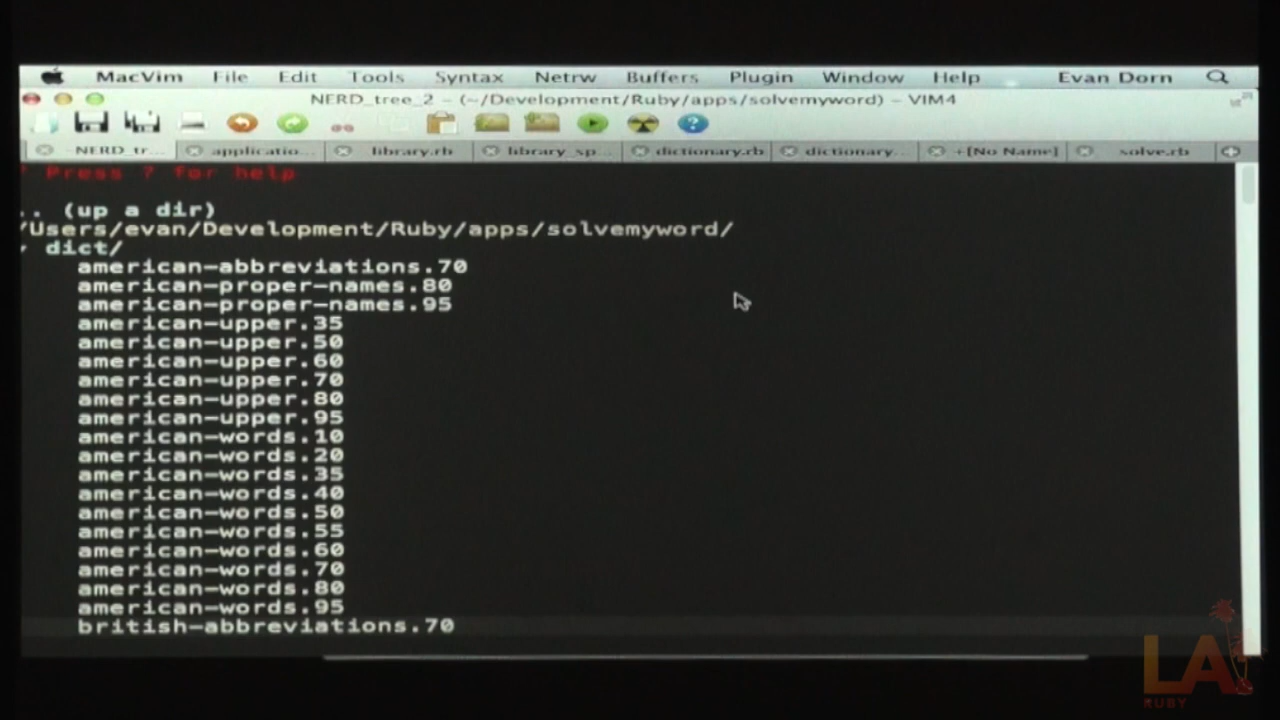 MacVim File Edit Tools Syntax Netrw Buffers Plugin Window Help Evan Dorn
NERD_tree_2 – (~/Development/Ruby/apps/solvemyword) – VIM4
-NERD_tr... applicatio... library.rb library_sp... dictionary.rb dictionary... +[No Name] solve.rb
" Press ? for help
.. (up a dir)
/Users/evan/Development/Ruby/apps/solvemyword/
dict/
american-abbreviations.70
american-proper-names.80
american-proper-names.95
american-upper.35
american-upper.50
american-upper.60
american-upper.70
american-upper.80
american-upper.95
american-words.10
american-words.20
american-words.35
american-words.40
american-words.50
american-words.55
american-words.60
american-words.70
american-words.80
american-words.95
british-abbreviations.70
LA
RUBY